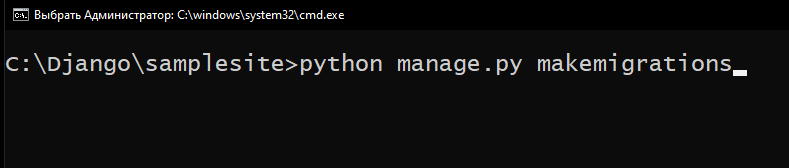 Выбрать Администратор: C:\windows\system32\cmd.exe
C:\Django\samplesite>python manage.py makemigrations